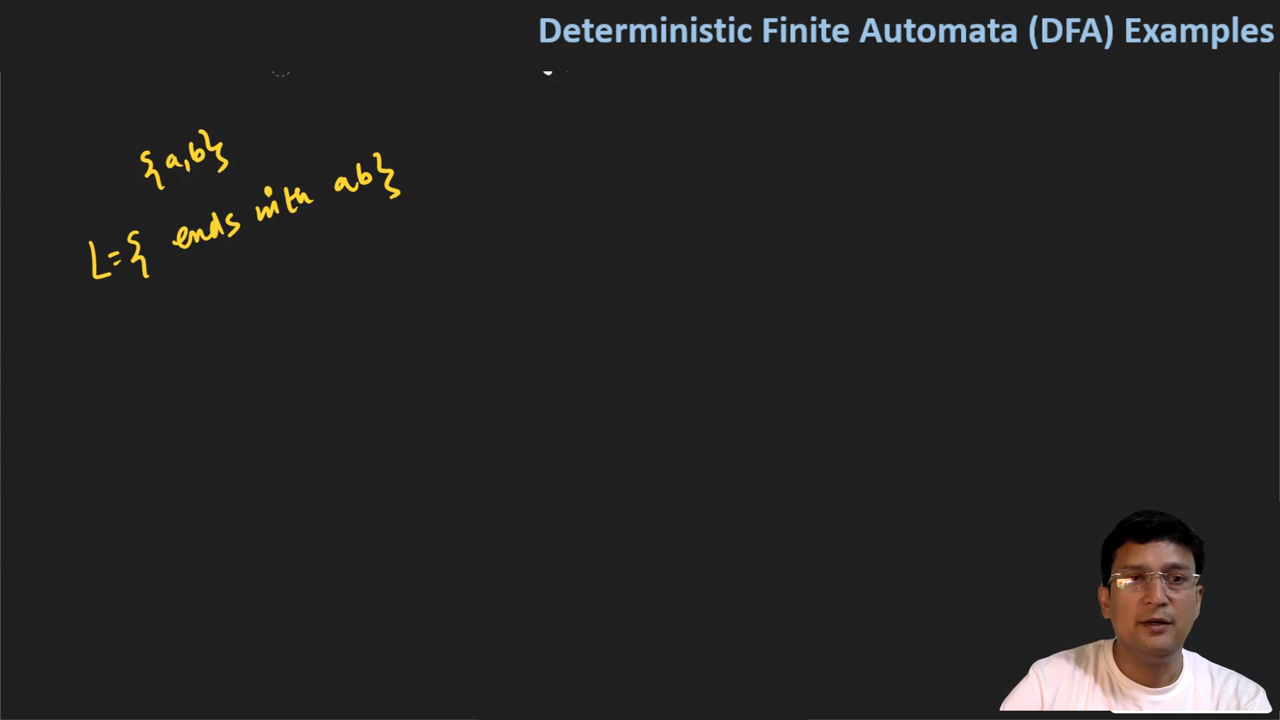 Deterministic Finite Automata (DFA) Examples
{a,b}
L={ ends with ab}